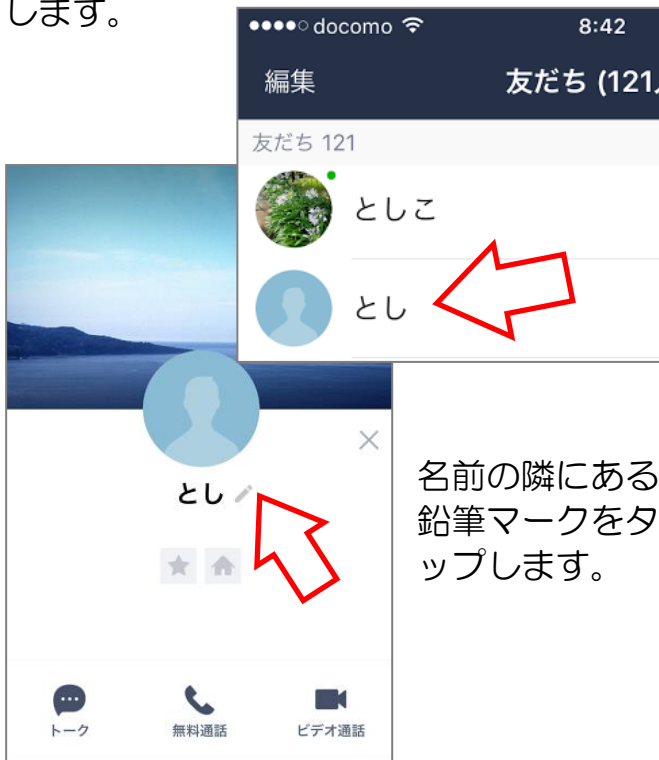 します。
docomo 8:42
編集 友だち (121
友だち 121
としこ
とし
とし
名前の隣にある
鉛筆マークをタ
ップします。
トーク 無料通話 ビデオ通話